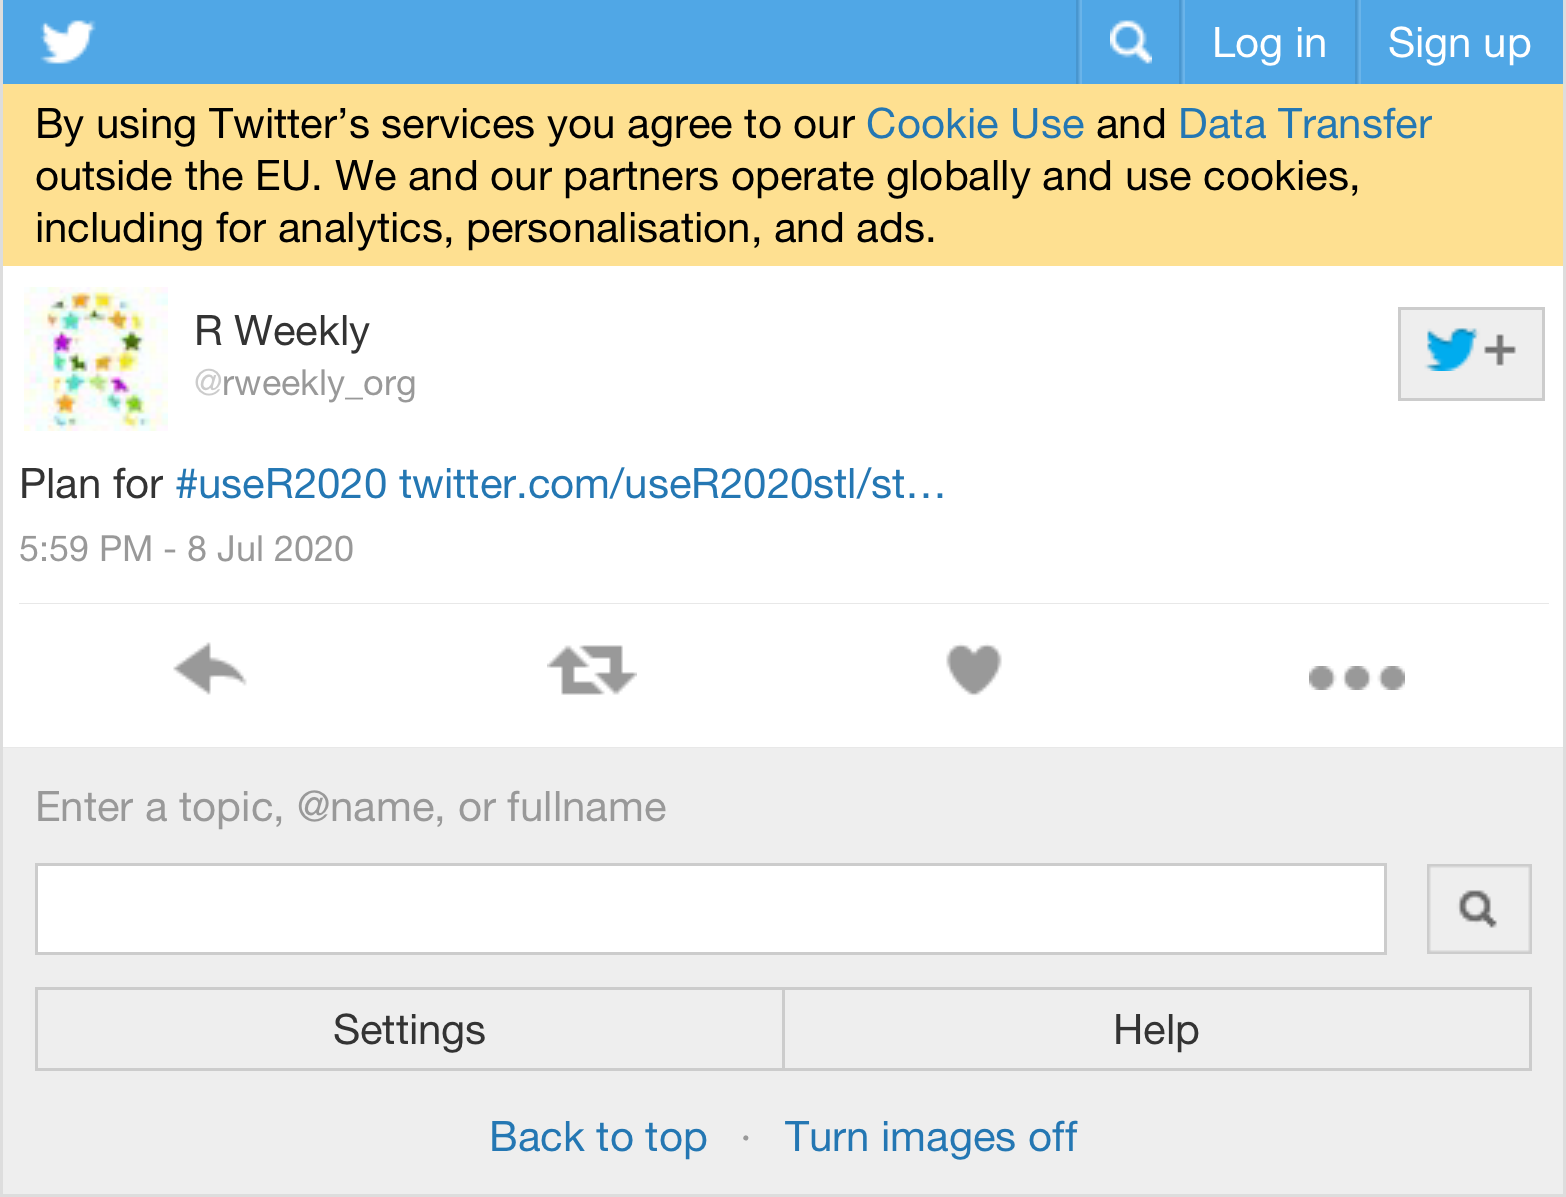 Log in
Sign up
By using Twitter’s services you agree to our Cookie Use and Data Transfer
outside the EU. We and our partners operate globally and use cookies,
including for analytics, personalisation, and ads.
R Weekly
@rweekly_org
Plan for #useR2020 twitter.com/useR2020stl/st…
5:59 PM - 8 Jul 2020
Enter a topic, @name, or fullname
Settings
Help
Back to top · Turn images off